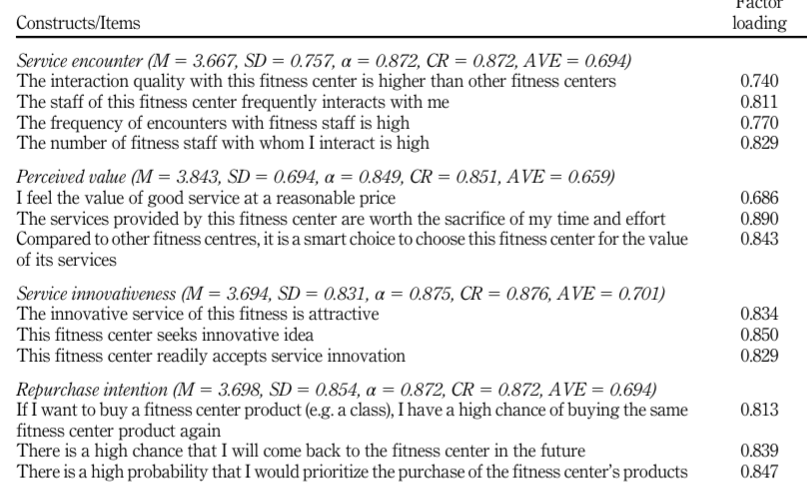 Factor
Constructs/Items loading
Service encounter (M = 3.667, SD = 0.757, α = 0.872, CR = 0.872, AVE = 0.694)
The interaction quality with this fitness center is higher than other fitness centers 0.740
The staff of this fitness center frequently interacts with me 0.811
The frequency of encounters with fitness staff is high 0.770
The number of fitness staff with whom I interact is high 0.829
Perceived value (M = 3.843, SD = 0.694, α = 0.849, CR = 0.851, AVE = 0.659)
I feel the value of good service at a reasonable price 0.686
The services provided by this fitness center are worth the sacrifice of my time and effort 0.890
Compared to other fitness centres, it is a smart choice to choose this fitness center for the value 0.843
of its services
Service innovativeness (M = 3.694, SD = 0.831, α = 0.875, CR = 0.876, AVE = 0.701)
The innovative service of this fitness is attractive 0.834
This fitness center seeks innovative idea 0.850
This fitness center readily accepts service innovation 0.829
Repurchase intention (M = 3.698, SD = 0.854, α = 0.872, CR = 0.872, AVE = 0.694)
If I want to buy a fitness center product (e.g. a class), I have a high chance of buying the same 0.813
fitness center product again
There is a high chance that I will come back to the fitness center in the future 0.839
There is a high probability that I would prioritize the purchase of the fitness center's products 0.847